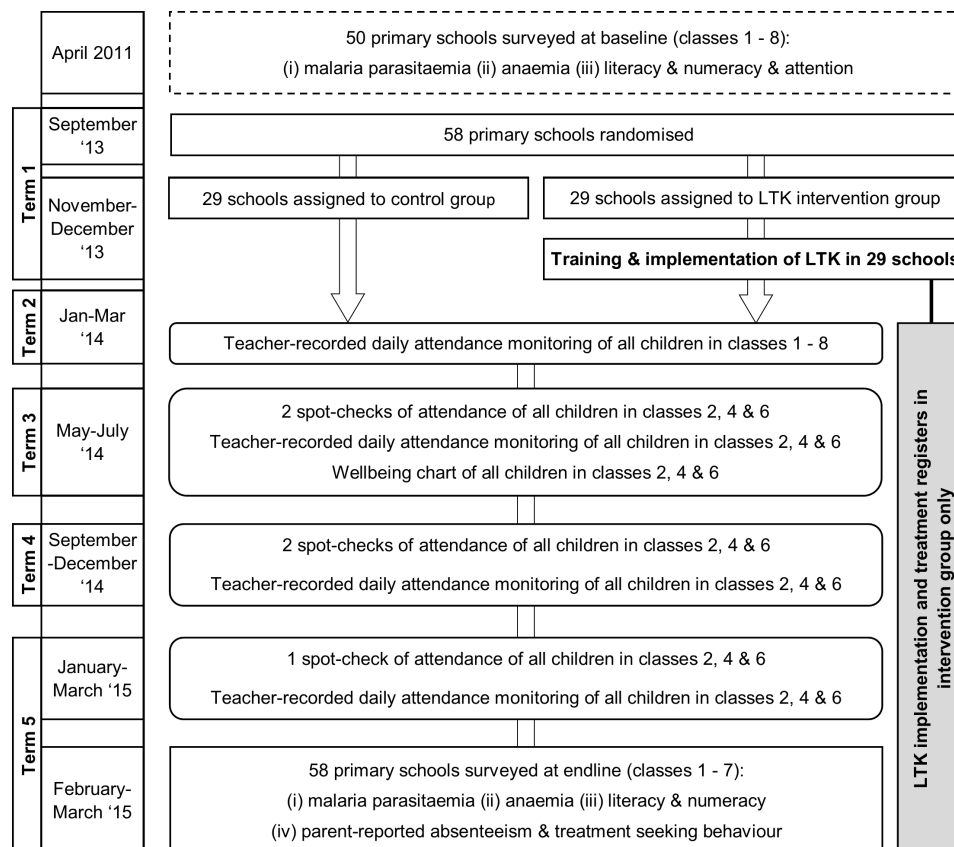 April 2011
50 primary schools surveyed at baseline (classes 1 - 8):
(i) malaria parasitaemia (ii) anaemia (iii) literacy & numeracy & attention
Term 1
September
‘13
58 primary schools randomised
November-
December
‘13
29 schools assigned to control group
29 schools assigned to LTK intervention group
Training & implementation of LTK in 29 schools
Term 2
Jan-Mar
‘14
Teacher-recorded daily attendance monitoring of all children in classes 1 - 8
Term 3
May-July
‘14
2 spot-checks of attendance of all children in classes 2, 4 & 6
Teacher-recorded daily attendance monitoring of all children in classes 2, 4 & 6
Wellbeing chart of all children in classes 2, 4 & 6
Term 4
September
-December
‘14
2 spot-checks of attendance of all children in classes 2, 4 & 6
Teacher-recorded daily attendance monitoring of all children in classes 2, 4 & 6
Term 5
January-
March ‘15
1 spot-check of attendance of all children in classes 2, 4 & 6
Teacher-recorded daily attendance monitoring of all children in classes 2, 4 & 6
February-
March ‘15
58 primary schools surveyed at endline (classes 1 - 7):
(i) malaria parasitaemia (ii) anaemia (iii) literacy & numeracy
(iv) parent-reported absenteeism & treatment seeking behaviour
LTK implementation and treatment registers in
intervention group only